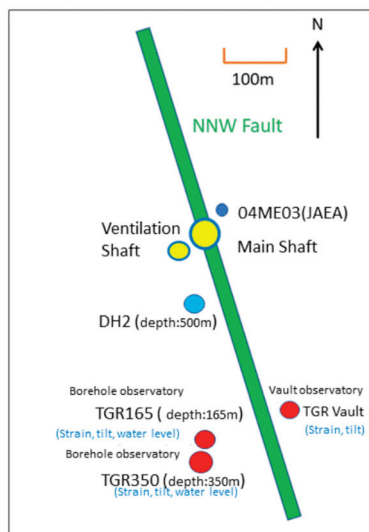 N
100m
NNW Fault
04ME03(JAEA)
Ventilation
Shaft
Main Shaft
DH2 (depth:500m)
Borehole observatory
TGR165 ( depth:165m)
(Strain, tilt, water level)
Borehole observatory
TGR350 (depth:350m)
(Strain, tilt, water level)
Vault observatory
TGR Vault
(Strain, tilt)